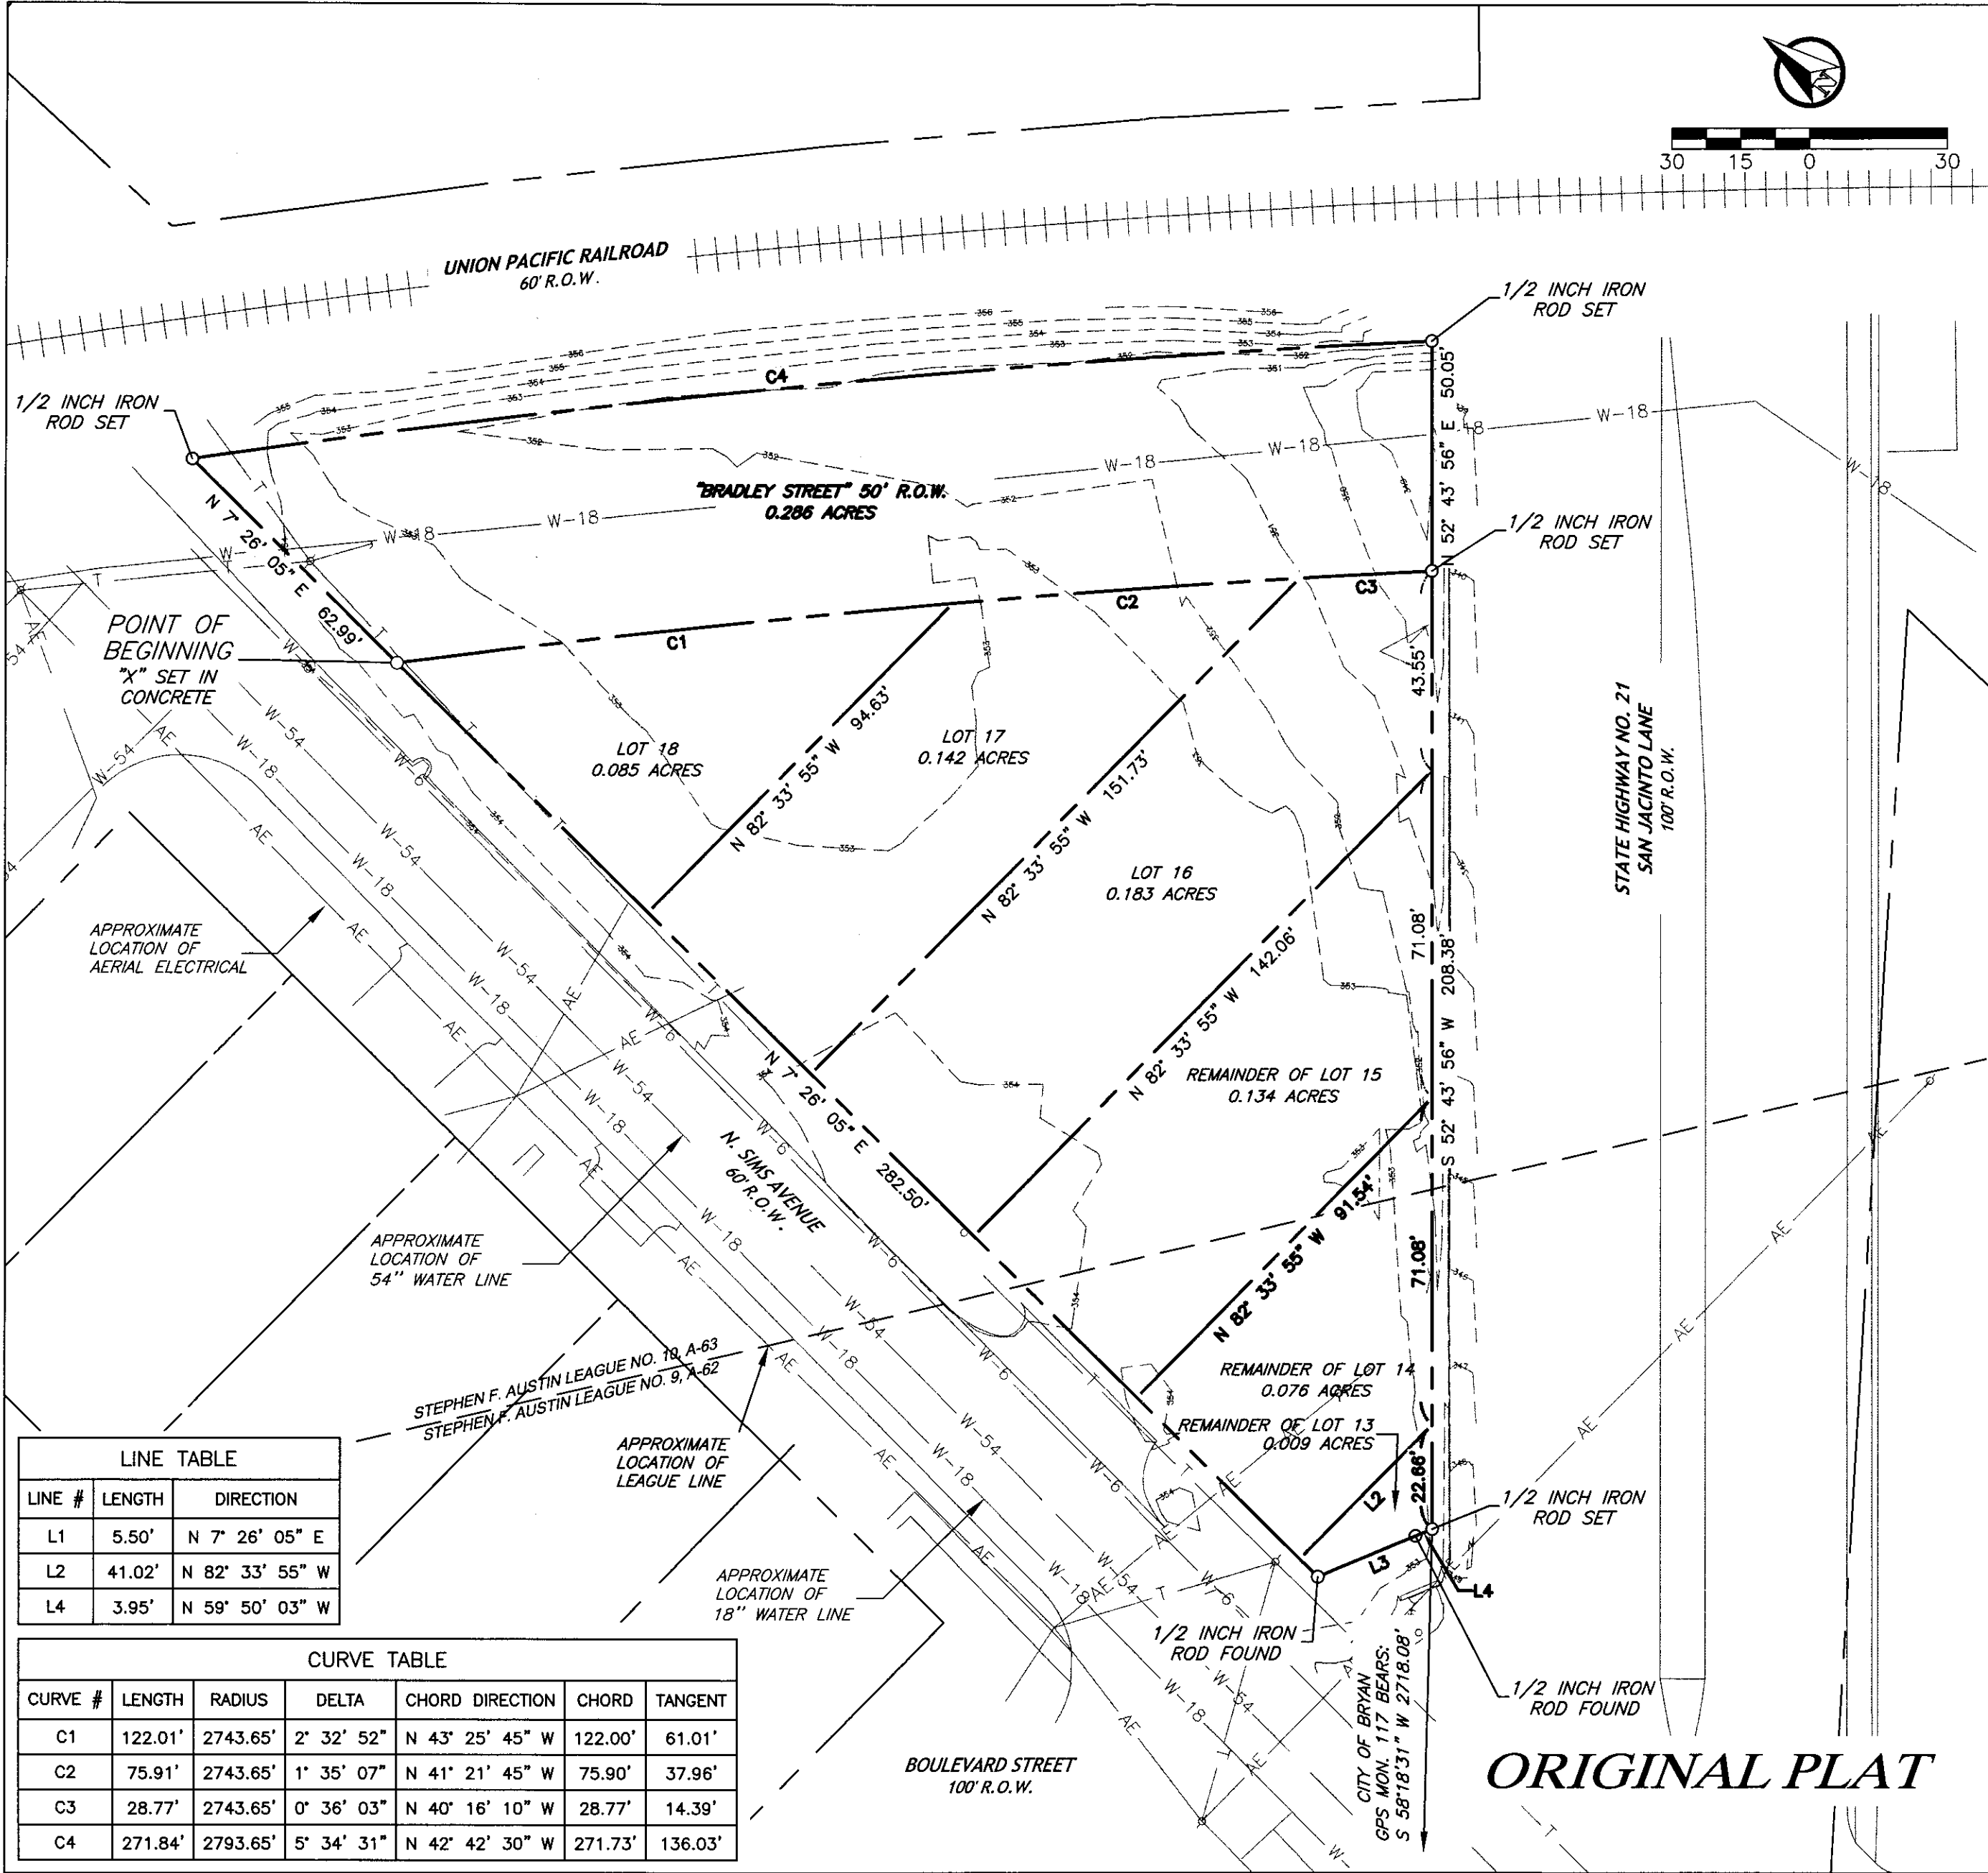 30 15 0 30
UNION PACIFIC RAILROAD
60' R.O.W.
1/2 INCH IRON
ROD SET
1/2 INCH IRON
ROD SET
1/2 INCH IRON
ROD SET
N 52° 43' 56" E 50.05'
C4
"BRADLEY STREET" 50' R.O.W.
0.286 ACRES
W-18
W-18
W-18
W-18
W-18
W-18
N 7° 26' 05" E 62.99'
POINT OF
BEGINNING
"X" SET IN
CONCRETE
C1
C2
C3
43.55'
LOT 18
0.085 ACRES
N 82° 33' 55" W 94.63'
LOT 17
0.142 ACRES
N 82° 33' 55" W 151.73'
LOT 16
0.183 ACRES
N 82° 33' 55" W 142.06'
71.08'
S 52° 43' 56" W 208.38'
STATE HIGHWAY NO. 21
SAN JACINTO LANE
100' R.O.W.
APPROXIMATE
LOCATION OF
AERIAL ELECTRICAL
REMAINDER OF LOT 15
0.134 ACRES
N 7° 26' 05" E 282.50'
N. SIMS AVENUE
60' R.O.W.
APPROXIMATE
LOCATION OF
54" WATER LINE
N 82° 33' 55" W 91.54'
71.08'
STEPHEN F. AUSTIN LEAGUE NO. 10, A-63
STEPHEN F. AUSTIN LEAGUE NO. 9, A-62
REMAINDER OF LOT 14
0.076 ACRES
REMAINDER OF LOT 13
0.009 ACRES
APPROXIMATE
LOCATION OF
LEAGUE LINE
L2
22.66'
1/2 INCH IRON
ROD SET
L3
L4
APPROXIMATE
LOCATION OF
18" WATER LINE
1/2 INCH IRON
ROD FOUND
1/2 INCH IRON
ROD FOUND
CITY OF BRYAN
GPS MON. 117 BEARS:
S 58°18'31" W 2718.08'
BOULEVARD STREET
100' R.O.W.
ORIGINAL PLAT
LINE TABLE
LINE # LENGTH DIRECTION
L1 5.50' N 7° 26' 05" E
L2 41.02' N 82° 33' 55" W
L4 3.95' N 59° 50' 03" W
CURVE TABLE
CURVE # LENGTH RADIUS DELTA CHORD DIRECTION CHORD TANGENT
C1 122.01' 2743.65' 2° 32' 52" N 43° 25' 45" W 122.00' 61.01'
C2 75.91' 2743.65' 1° 35' 07" N 41° 21' 45" W 75.90' 37.96'
C3 28.77' 2743.65' 0° 36' 03" N 40° 16' 10" W 28.77' 14.39'
C4 271.84' 2793.65' 5° 34' 31" N 42° 42' 30" W 271.73' 136.03'